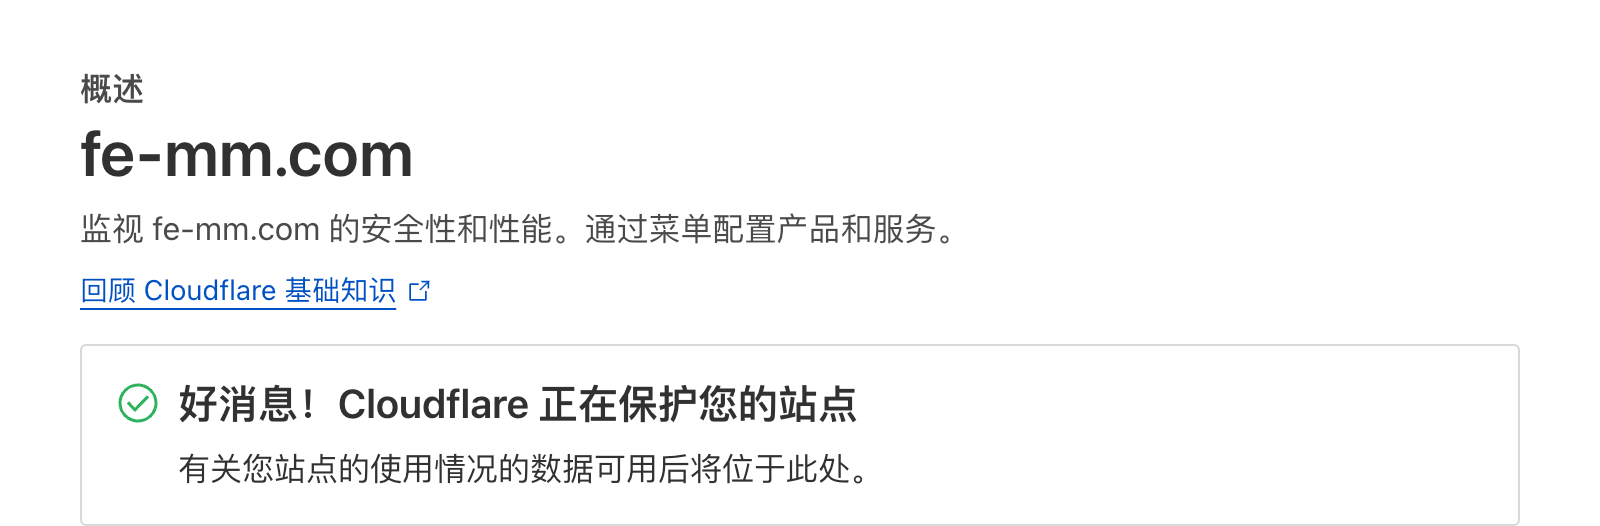 概述
fe-mm.com
监视 fe-mm.com 的安全性和性能。通过菜单配置产品和服务。
回顾 Cloudflare 基础知识
好消息！Cloudflare 正在保护您的站点
有关您站点的使用情况的数据可用后将位于此处。